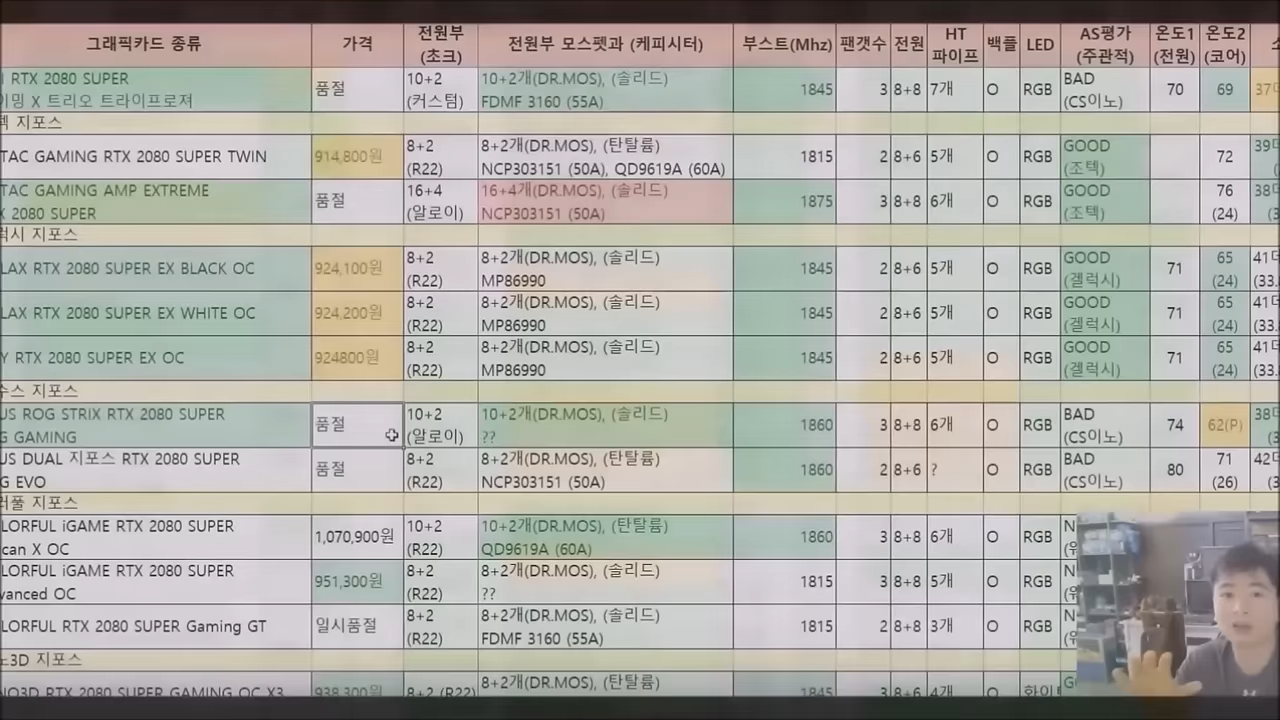 그래픽카드 종류 가격 전원부 (초크) 전원부 모스펫과 (케피시터) 부스트(Mhz) 팬갯수 전원 HT 파이프 백플 LED AS평가 (주관적) 온도1 (전원) 온도2 (코어)
RTX 2080 SUPER 품절 10+2 10+2개(DR.MOS), (솔리드) 1845 3 8+8 7개 O RGB BAD 70 69
X 트리오 트라이프로져 (커스텀) FDMF 3160 (55A) (CS이노)
지포스
TAC GAMING RTX 2080 SUPER TWIN 914,800원 8+2 8+2개(DR.MOS), (탄탈륨) 1815 2 8+6 5개 O RGB GOOD 72
(R22) NCP303151 (50A), QD9619A (60A) (조텍)
TAC GAMING AMP EXTREME 품절 16+4 16+4개(DR.MOS), (솔리드) 1875 3 8+8 6개 O RGB GOOD 76
2080 SUPER (알로이) NCP303151 (50A) (조텍) (24)
럭시 지포스
LAX RTX 2080 SUPER EX BLACK OC 924,100원 8+2 8+2개(DR.MOS), (솔리드) 1845 2 8+6 5개 O RGB GOOD 71 65
(R22) MP86990 (겔럭시) (24)
LAX RTX 2080 SUPER EX WHITE OC 924,200원 8+2 8+2개(DR.MOS), (솔리드) 1845 2 8+6 5개 O RGB GOOD 71 65
(R22) MP86990 (겔럭시) (24)
Y RTX 2080 SUPER EX OC 924800원 8+2 8+2개(DR.MOS), (솔리드) 1845 2 8+6 5개 O RGB GOOD 71 65
(R22) MP86990 (겔럭시) (24)
수스 지포스
US ROG STRIX RTX 2080 SUPER 품절 10+2 10+2개(DR.MOS), (솔리드) 1860 3 8+8 6개 O RGB BAD 74 62(P)
G GAMING (알로이) ?? (CS이노)
US DUAL 지포스 RTX 2080 SUPER 품절 8+2 8+2개(DR.MOS), (탄탈륨) 1860 2 8+6 ? O RGB BAD 80 71
G EVO (R22) NCP303151 (50A) (CS이노) (26)
러풀 지포스
LORFUL iGAME RTX 2080 SUPER 1,070,900원 10+2 10+2개(DR.MOS), (탄탈륨) 1860 3 8+8 6개 O RGB
can X OC (R22) QD9619A (60A)
LORFUL iGAME RTX 2080 SUPER 951,300원 8+2 8+2개(DR.MOS), (솔리드) 1815 3 8+8 5개 O RGB
vanced OC (R22) ??
LORFUL RTX 2080 SUPER Gaming GT 일시품절 8+2 8+2개(DR.MOS), (솔리드) 1815 2 8+8 3개 O RGB
(R22) FDMF 3160 (55A)
3D 지포스
NO3D RTX 2080 SUPER GAMING OC X3 938,300원 8+2 (R22) 8+2개(DR.MOS), (탄탈륨) 1845 3 8+6 4개 O